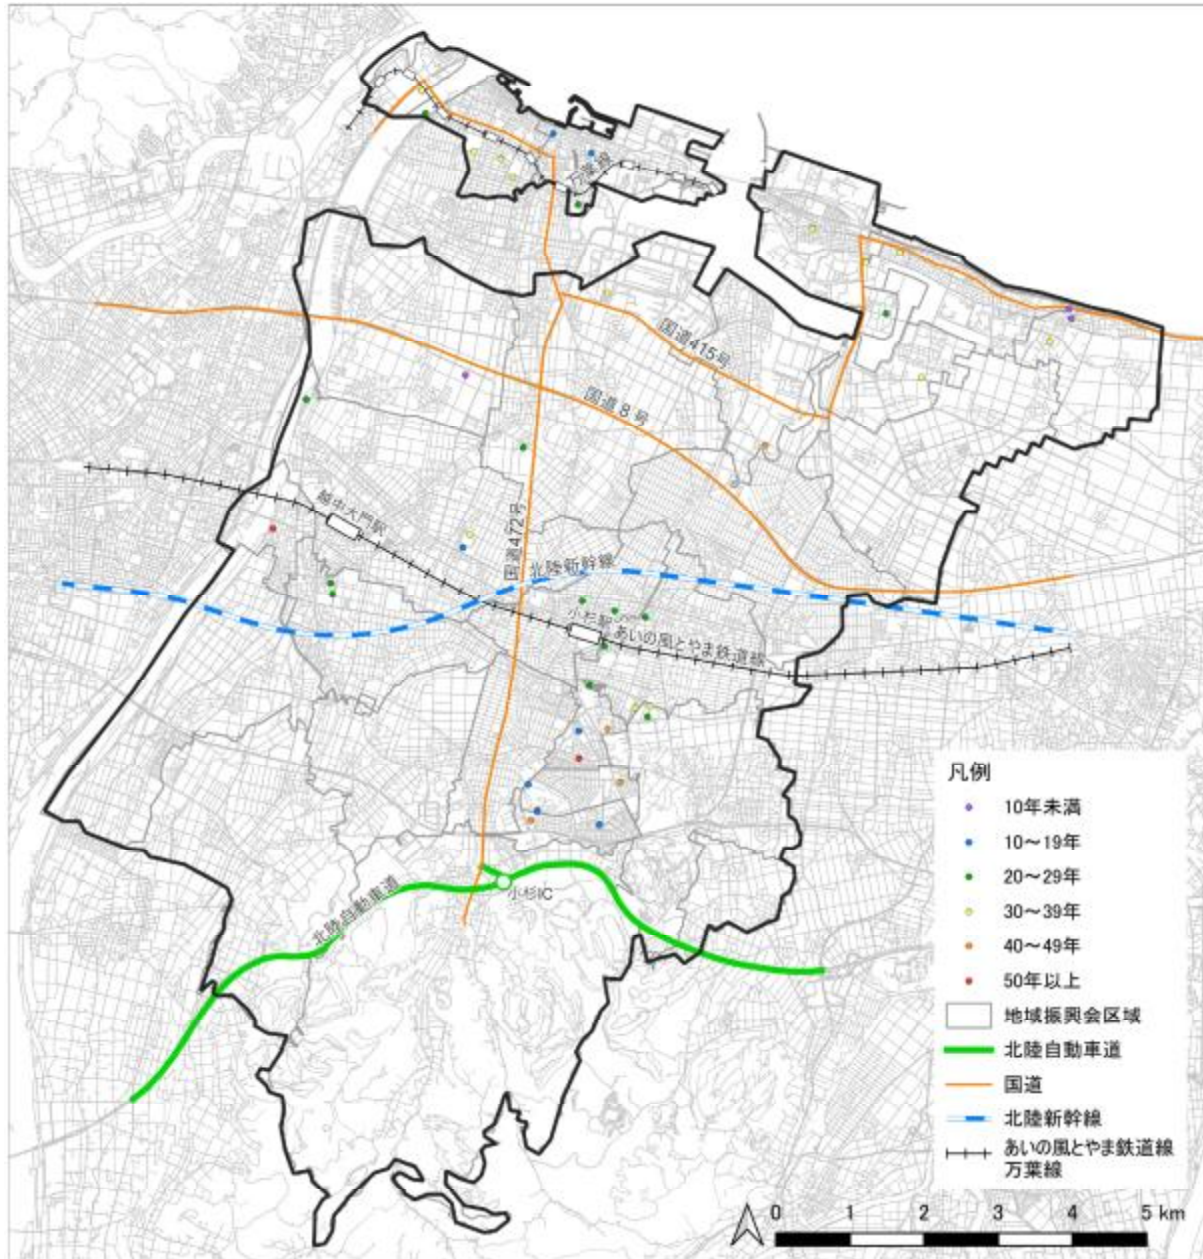 万葉線
国道415号
国道8号
越中大門駅
国道472号
北陸新幹線
小杉駅
あいの風とやま鉄道線
北陸自動車道
小杉IC
凡例
10年未満
10～19年
20～29年
30～39年
40～49年
50年以上
地域振興会区域
北陸自動車道
国道
北陸新幹線
あいの風とやま鉄道線
万葉線
0 1 2 3 4 5 km